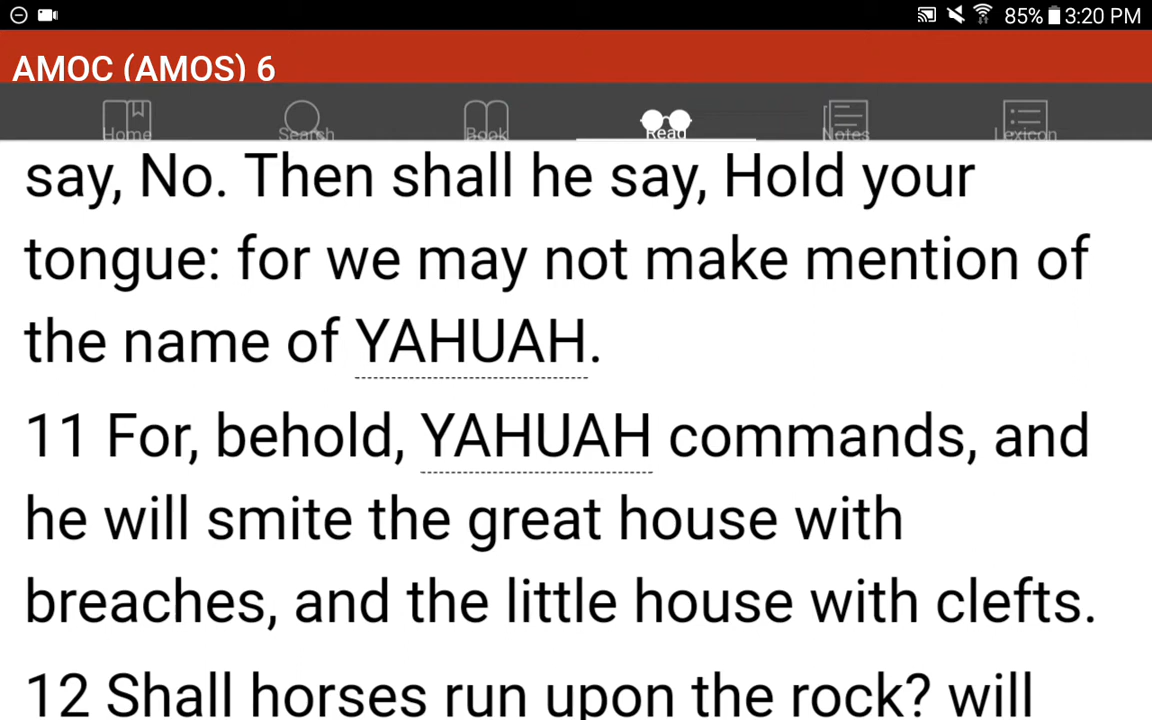 85% 3:20 PM
AMOC (AMOS) 6
Home Search Book Read Notes Lexicon
say, No. Then shall he say, Hold your
tongue: for we may not make mention of
the name of YAHUAH.
11 For, behold, YAHUAH commands, and
he will smite the great house with
breaches, and the little house with clefts.
12 Shall horses run upon the rock? will